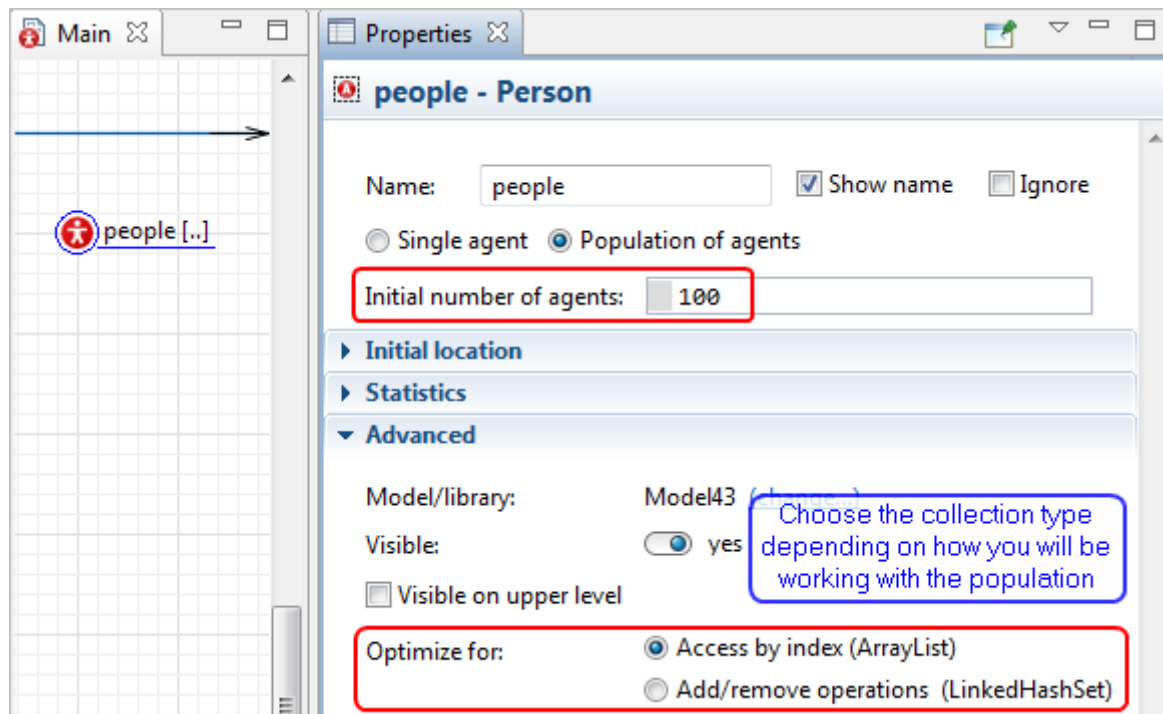 Main
Properties
people - Person
people [..]
Name: people Show name Ignore
Single agent Population of agents
Initial number of agents: 100
Initial location
Statistics
Advanced
Model/library: Model43 (change...)
Visible: yes
Visible on upper level
Choose the collection type
depending on how you will be
working with the population
Optimize for: Access by index (ArrayList)
Add/remove operations (LinkedHashSet)